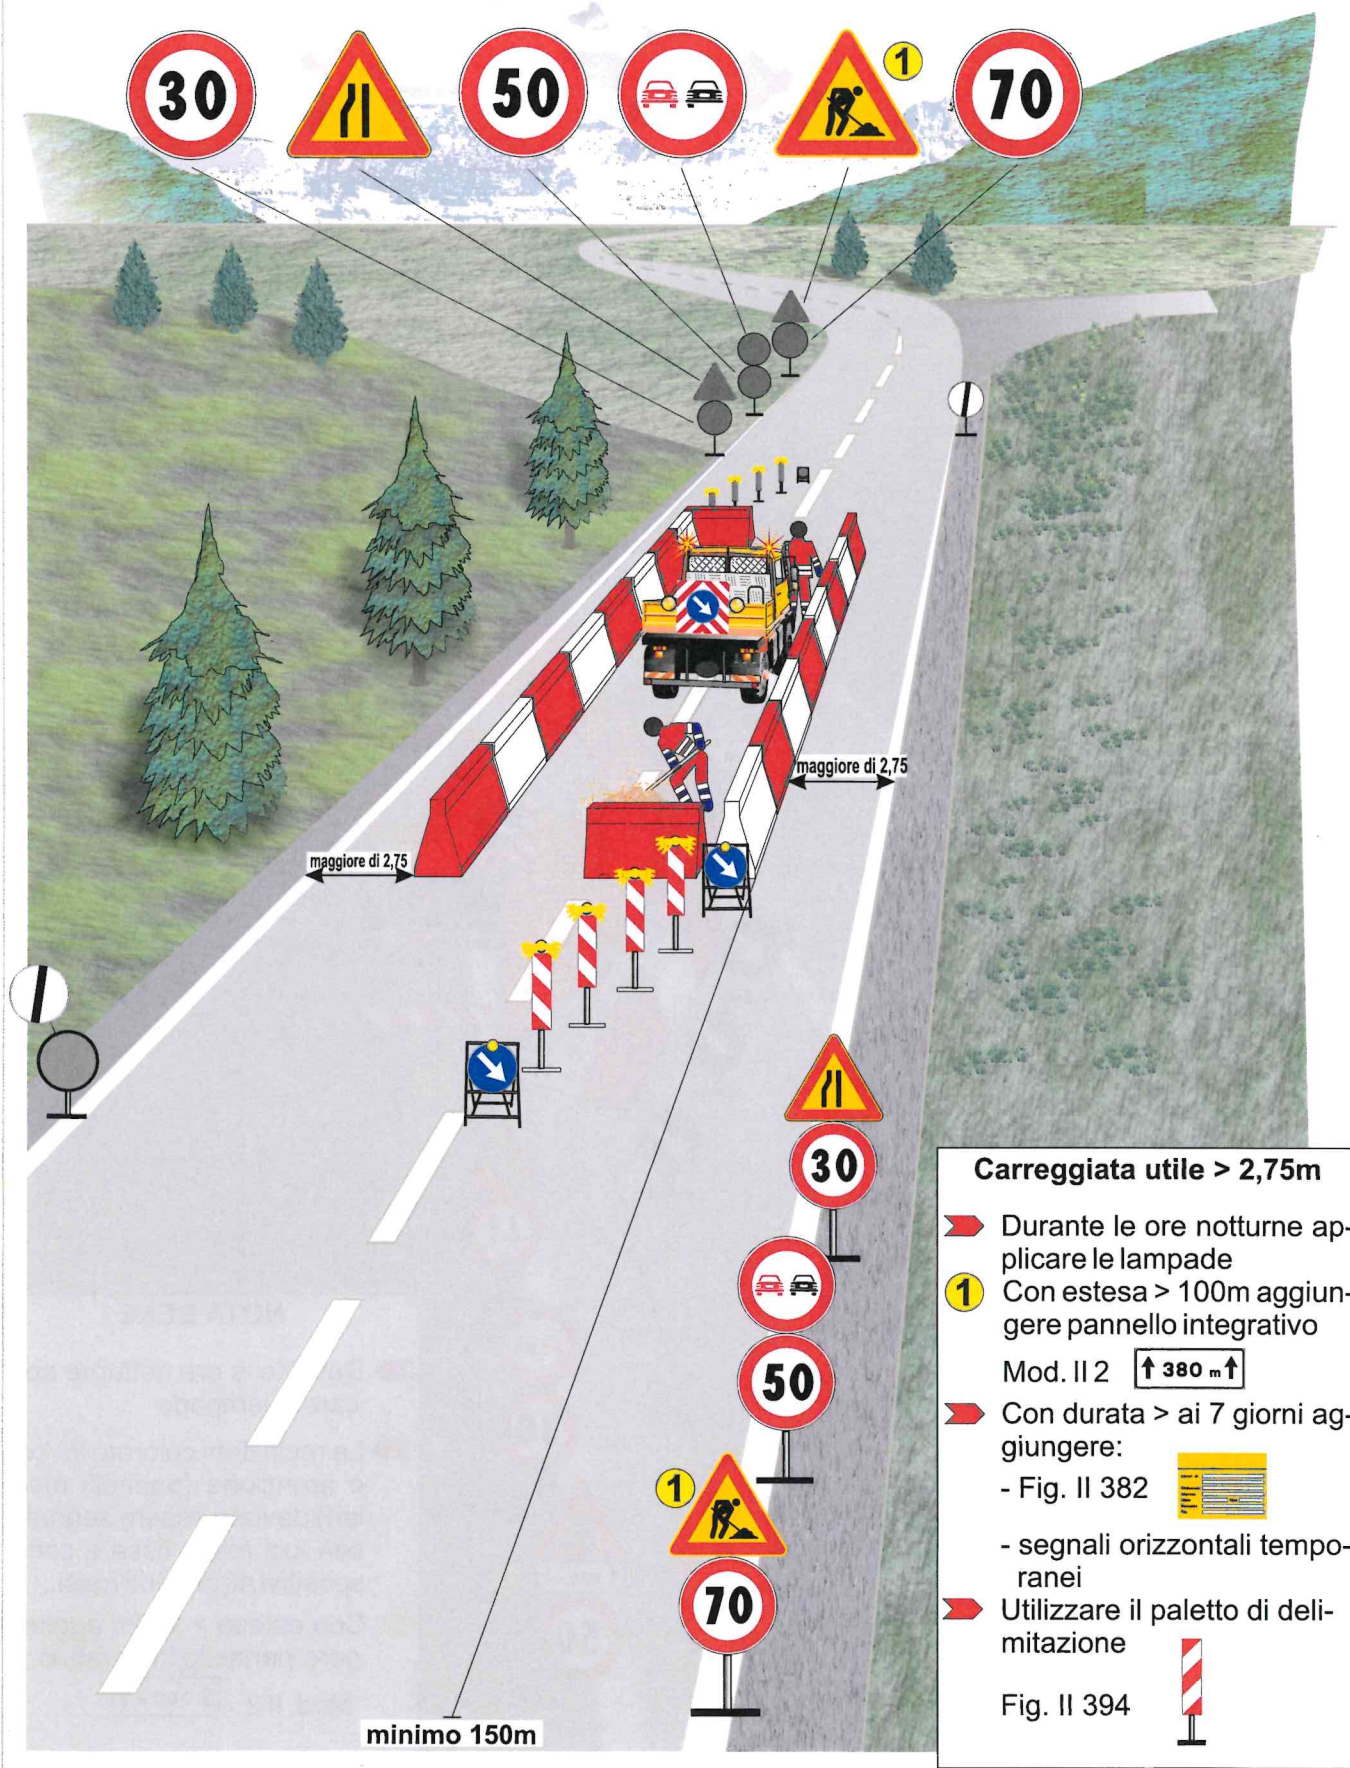 30
50
1
70
maggiore di 2,75
maggiore di 2,75
30
50
1
70
minimo 150m
Carreggiata utile > 2,75m
Durante le ore notturne ap-
plicare le lampade
1 Con estesa > 100m aggiun-
gere pannello integrativo
Mod. II 2 ↑ 380 m ↑
Con durata > ai 7 giorni ag-
giungere:
- Fig. II 382
- segnali orizzontali tempo-
ranei
Utilizzare il paletto di deli-
mitazione
Fig. II 394